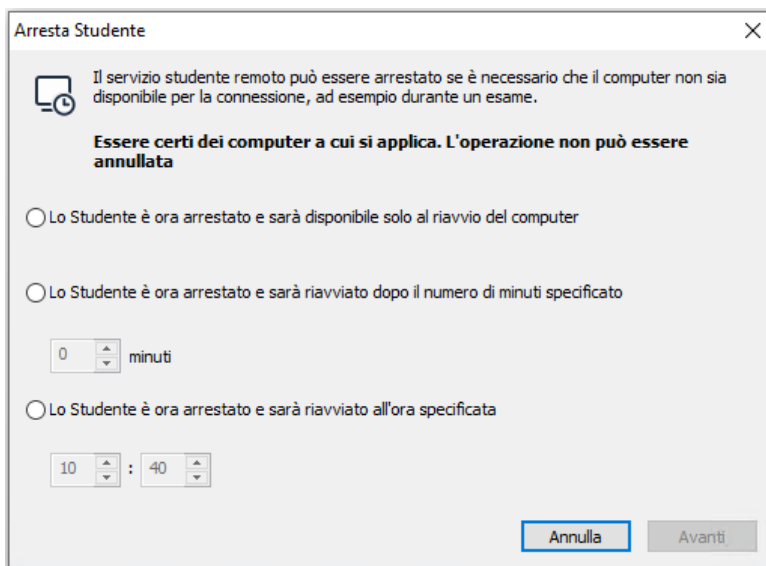 Arresta Studente
Il servizio studente remoto può essere arrestato se è necessario che il computer non sia
disponibile per la connessione, ad esempio durante un esame.
Essere certi dei computer a cui si applica. L'operazione non può essere
annullata
Lo Studente è ora arrestato e sarà disponibile solo al riavvio del computer
Lo Studente è ora arrestato e sarà riavviato dopo il numero di minuti specificato
0 minuti
Lo Studente è ora arrestato e sarà riavviato all'ora specificata
10 : 40
Annulla Avanti